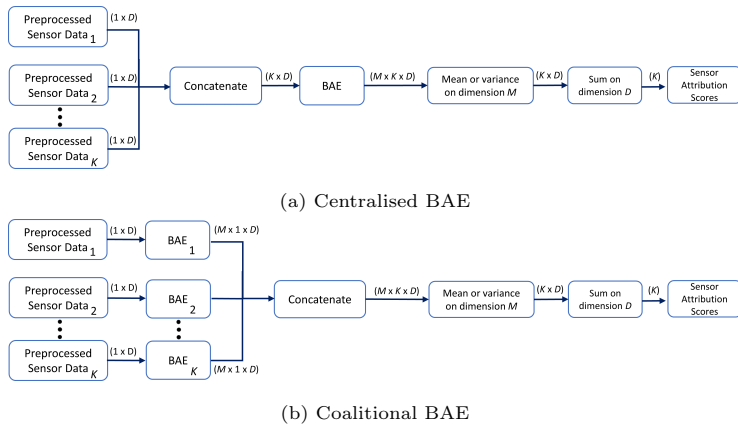 Preprocessed
Sensor Data 1
(1 x D)
Preprocessed
Sensor Data 2
(1 x D)
Preprocessed
Sensor Data K
(1 x D)
Concatenate
(K x D)
BAE
(M x K x D)
Mean or variance
on dimension M
(K x D)
Sum on
dimension D
(K)
Sensor
Attribution
Scores
(a) Centralised BAE
Preprocessed
Sensor Data 1
(1 x D)
BAE 1
(M x 1 x D)
Preprocessed
Sensor Data 2
(1 x D)
BAE 2
Preprocessed
Sensor Data K
(1 x D)
BAE K
(M x 1 x D)
Concatenate
(M x K x D)
Mean or variance
on dimension M
(K x D)
Sum on
dimension D
(K)
Sensor
Attribution
Scores
(b) Coalitional BAE